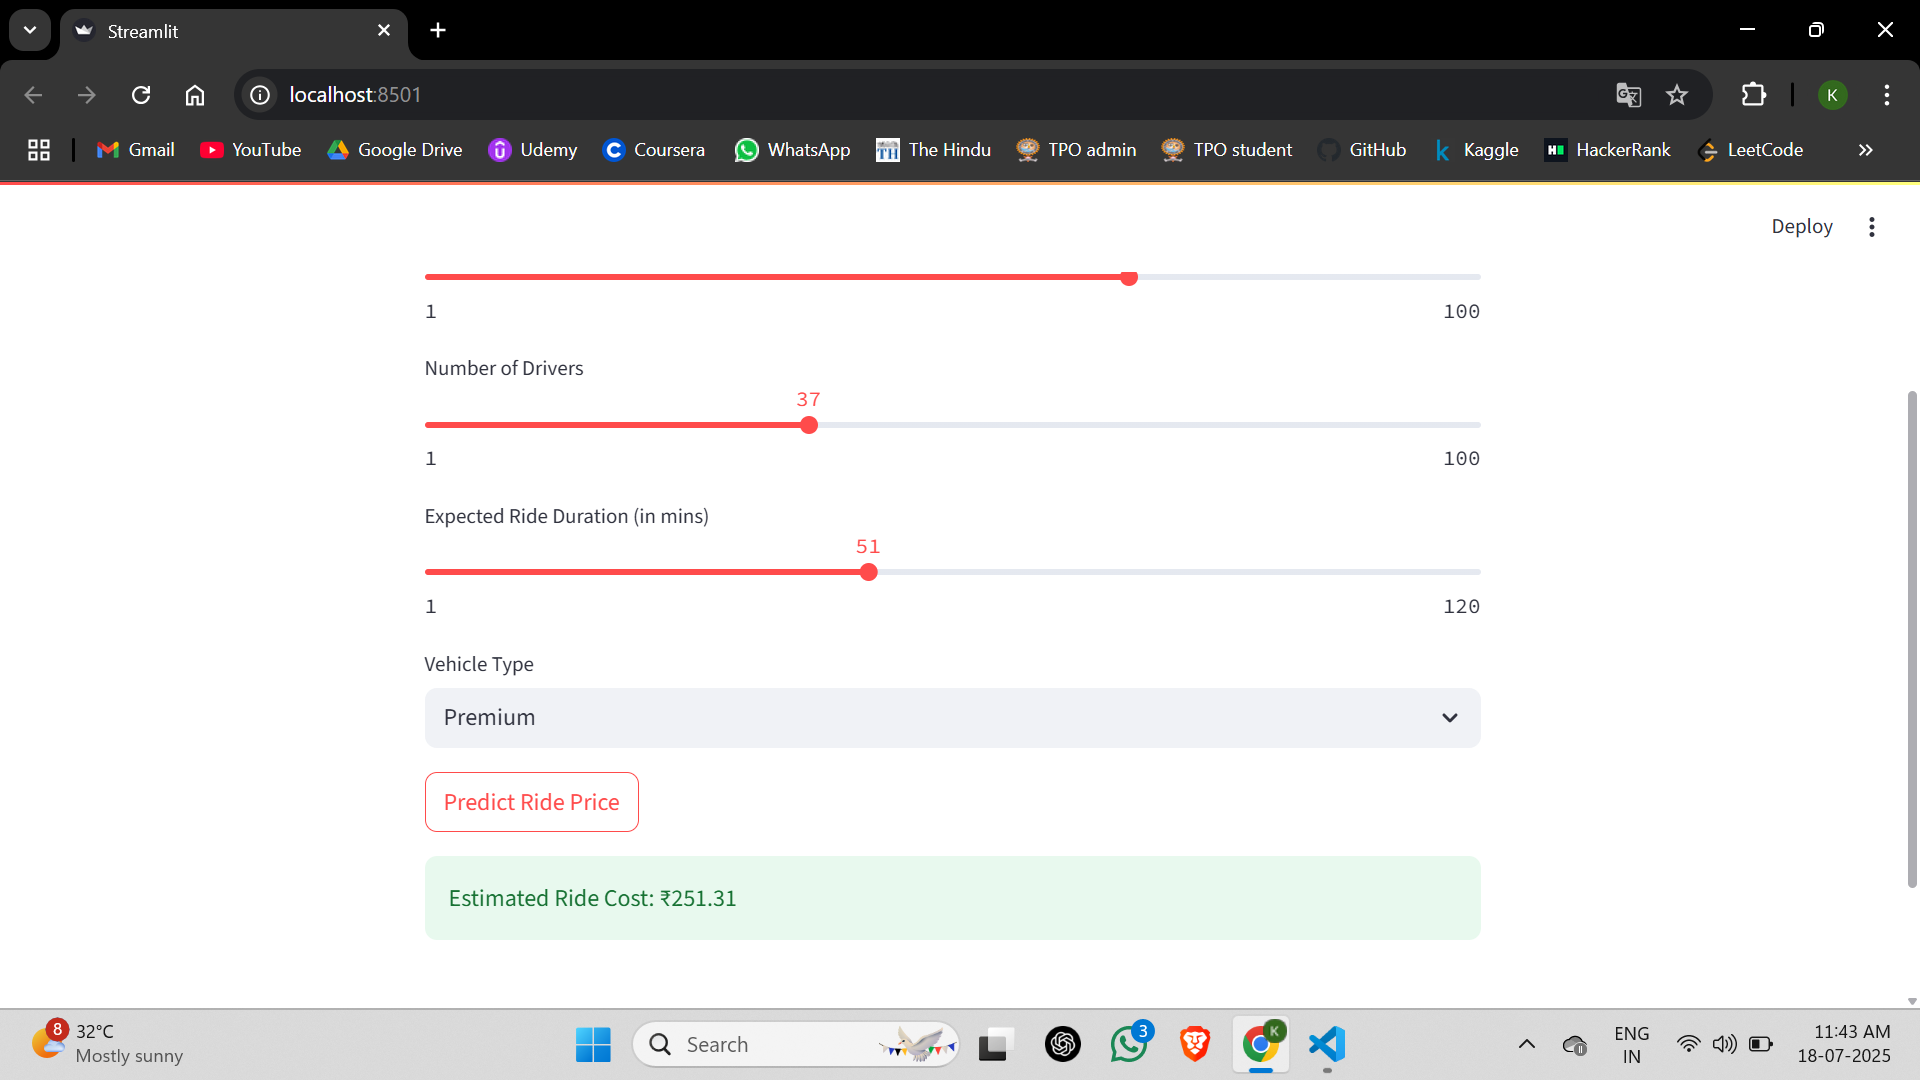 Streamlit
localhost:8501
K
Gmail YouTube Google Drive Udemy Coursera WhatsApp The Hindu TPO admin TPO student GitHub Kaggle HackerRank LeetCode
Deploy
1 100
Number of Drivers
37
1 100
Expected Ride Duration (in mins)
51
1 120
Vehicle Type
Premium
Predict Ride Price
Estimated Ride Cost: ₹251.31
8 32°C
Mostly sunny
Search
3
K
ENG
IN
11:43 AM
18-07-2025